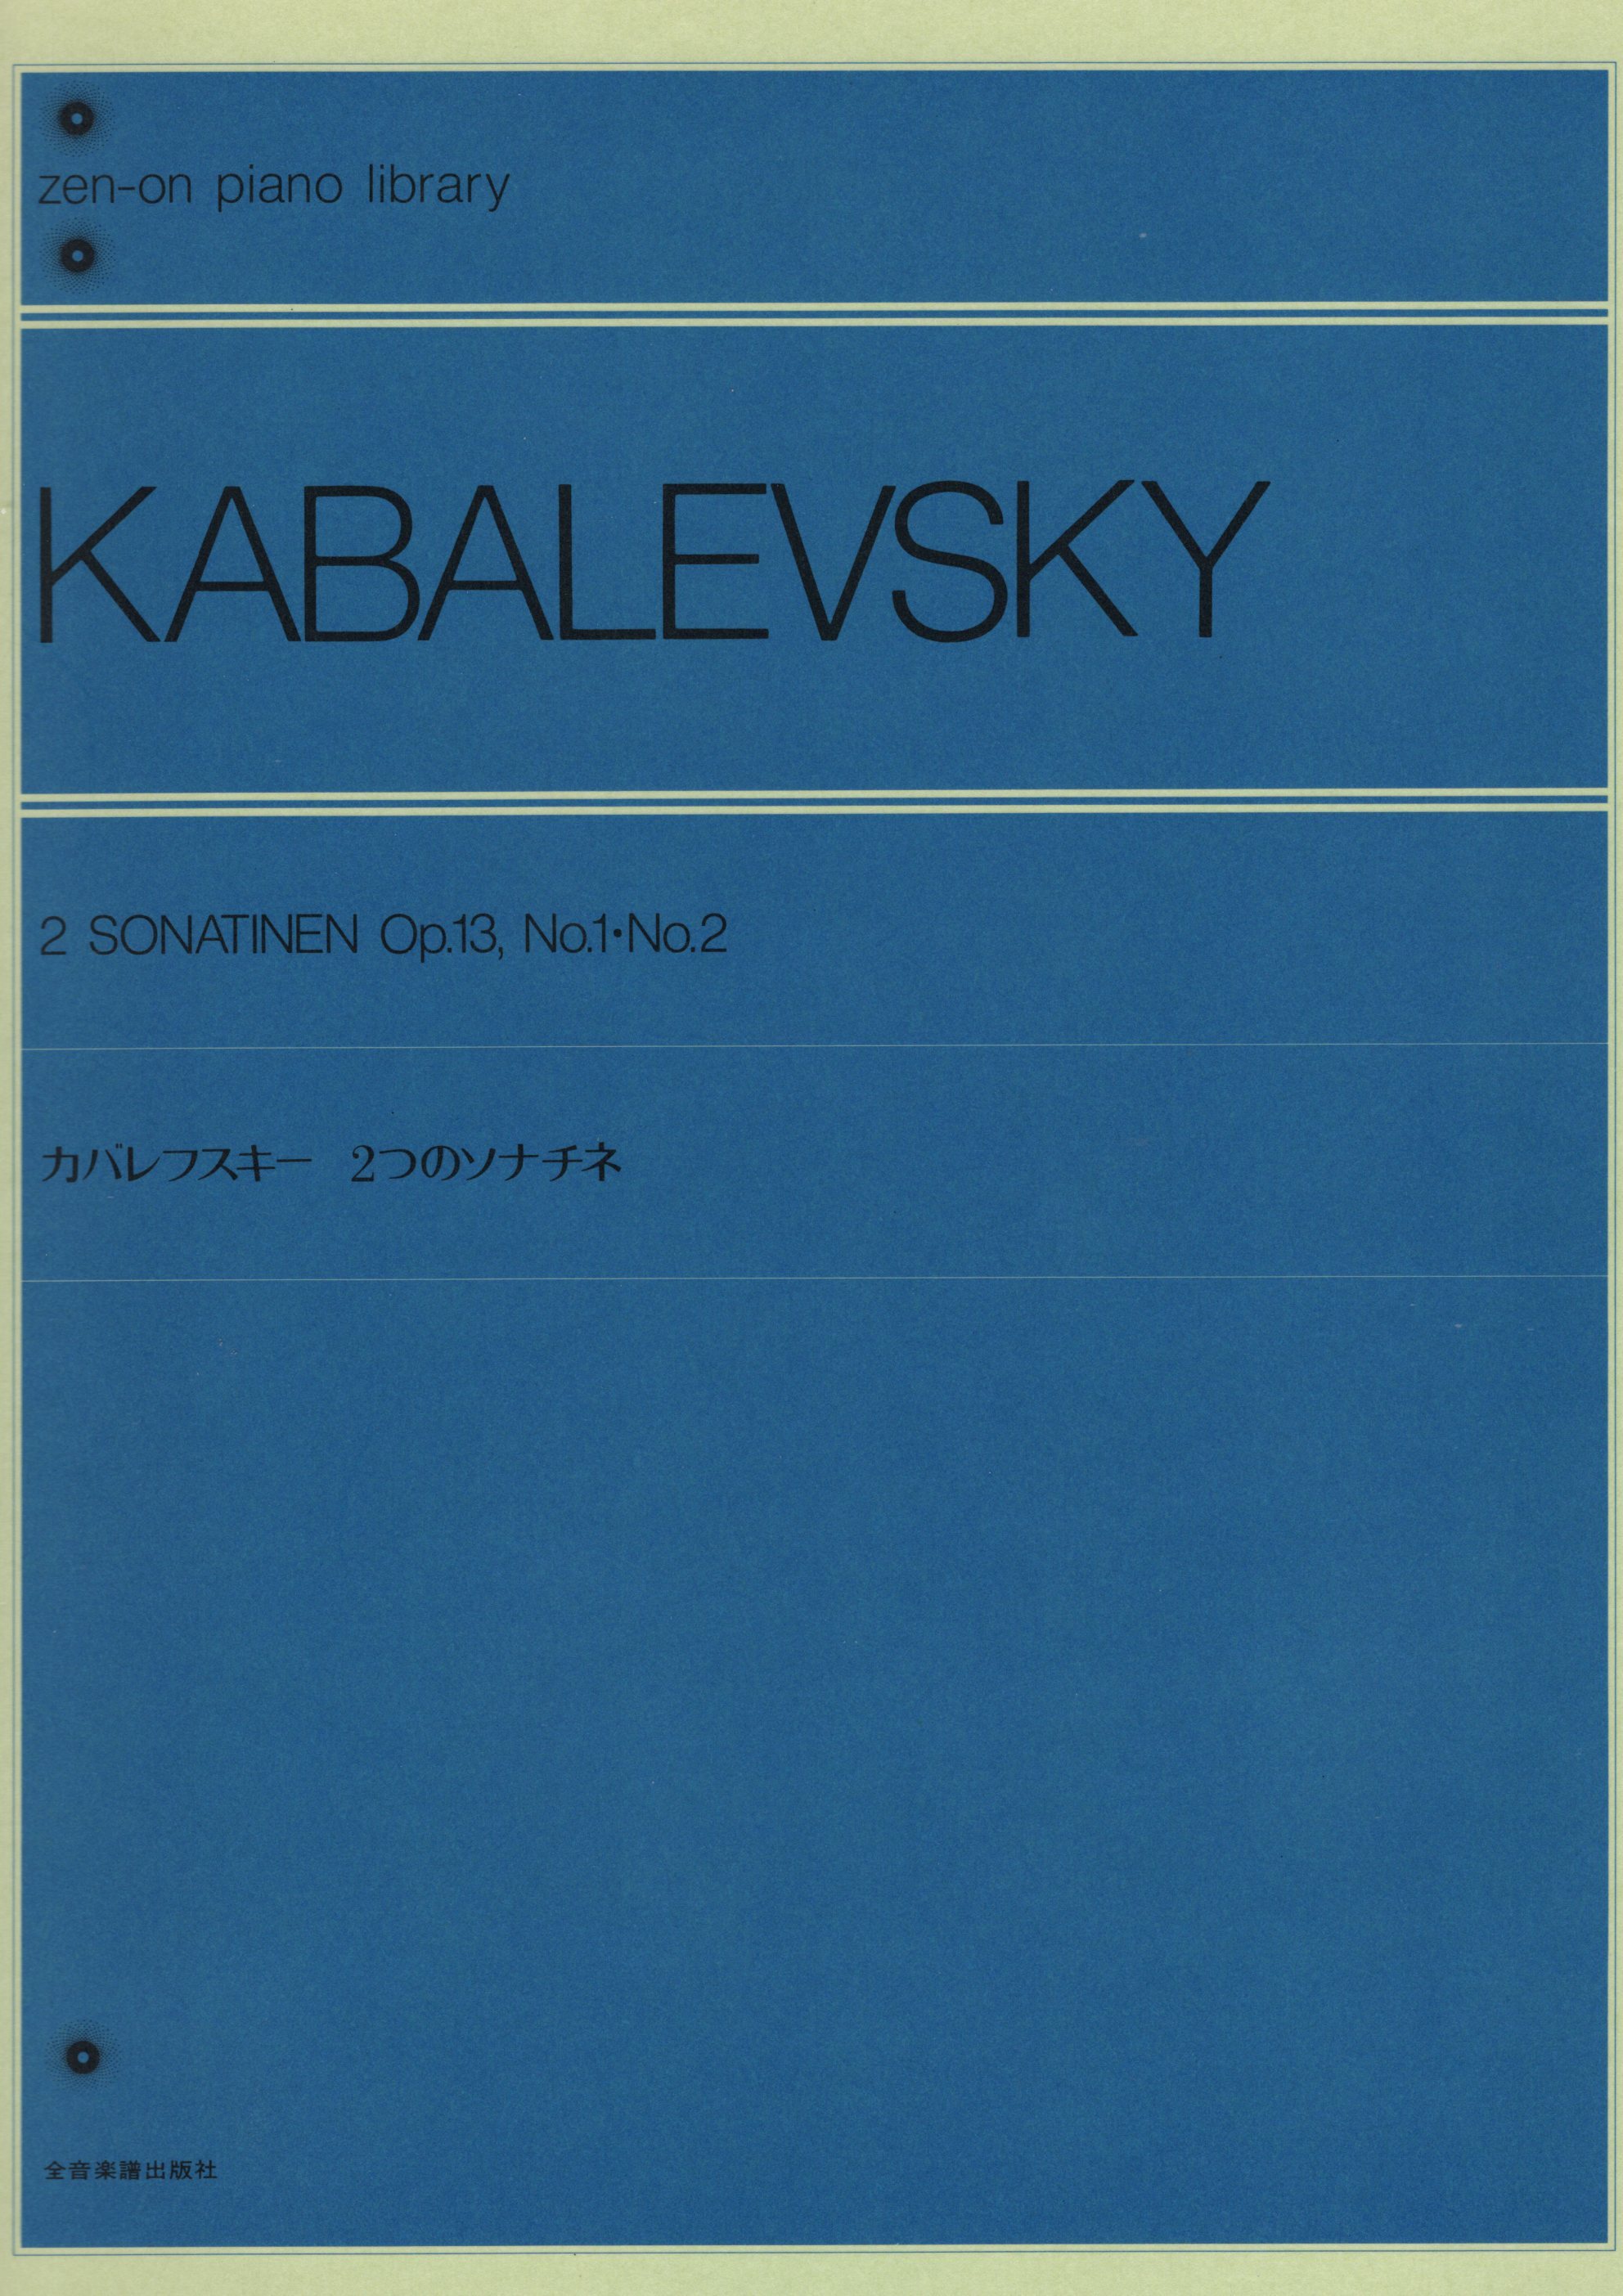 zen-on piano library
KABALEVSKY
2 SONATINEN Op.13, No.1•No.2
カバレフスキー 2つのソナチネ
全音楽譜出版社